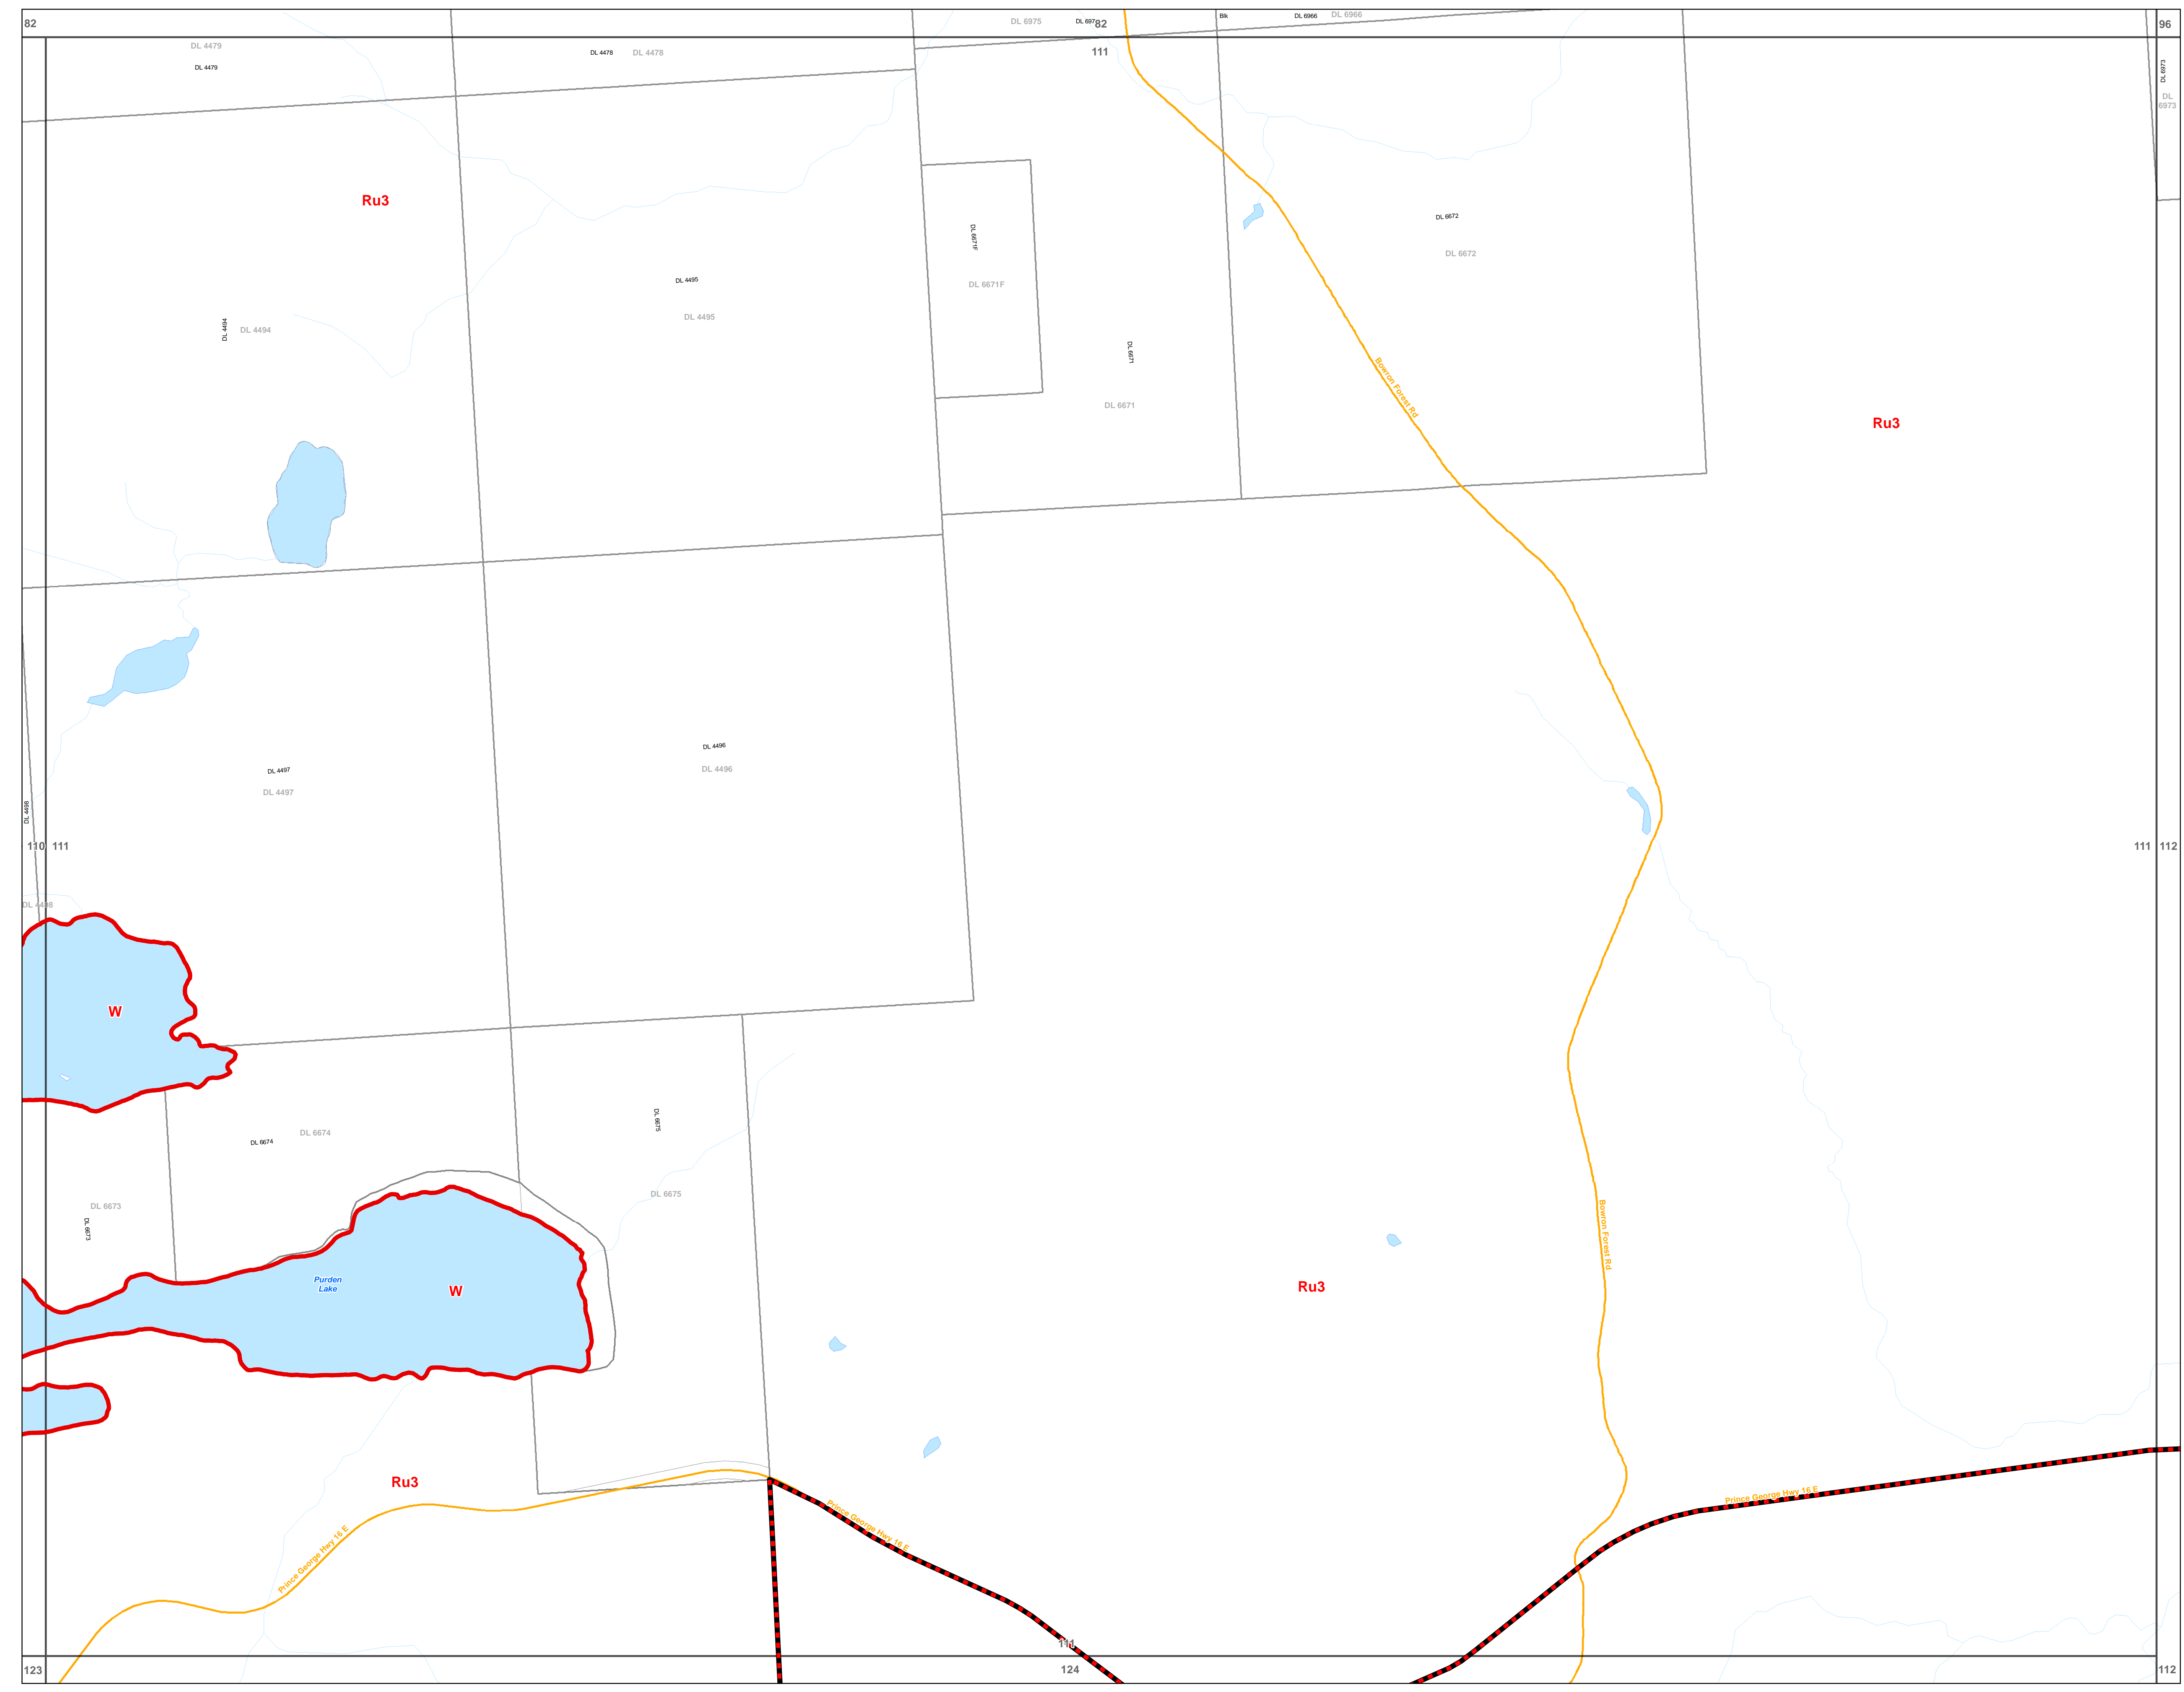 82
DL 6975
DL 697
82
Blk
DL 6966
DL 6966
96
DL 4479
DL 4479
DL 4478
DL 4478
111
DL 6973
DL
6973
Ru3
DL 6671F
DL 6671F
DL 6672
DL 6672
DL 4495
DL 4495
DL 4494
DL 4494
DL 6671
DL 6671
Bowron Forest Rd
Ru3
DL 4496
DL 4496
DL 4497
DL 4497
DL 4498
110
111
111
112
DL 4498
W
DL 6675
DL 6675
DL 6674
DL 6674
DL 6673
DL 6673
Purden
Lake
W
Bowron Forest Rd
Ru3
Ru3
Prince George Hwy 16 E
Prince George Hwy 16 E
Prince George Hwy 16 E
111
123
124
112